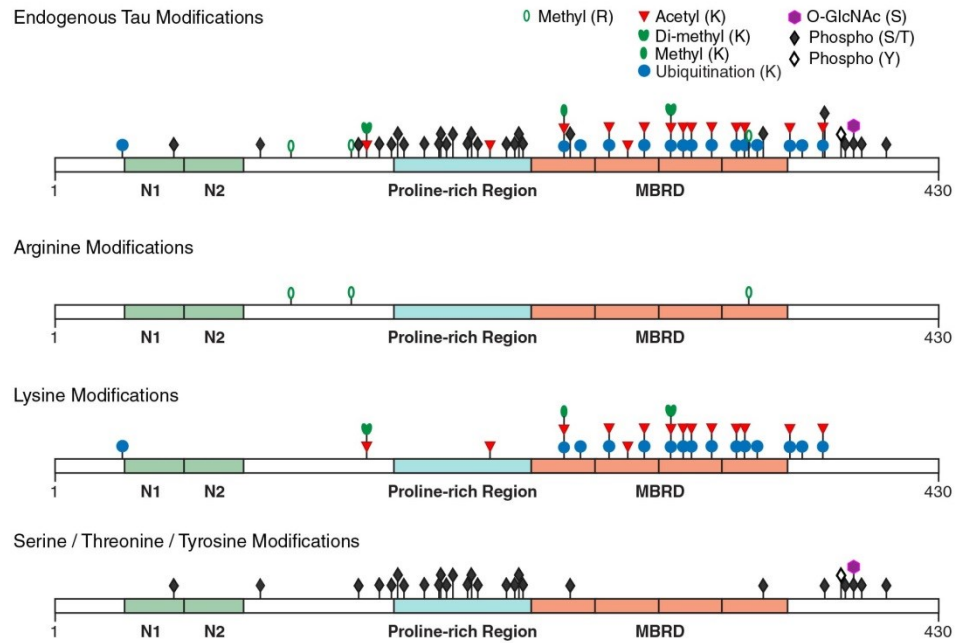 Endogenous Tau Modifications
Methyl (R)
Acetyl (K)
Di-methyl (K)
Methyl (K)
Ubiquitination (K)
O-GlcNAc (S)
Phospho (S/T)
Phospho (Y)
1
N1
N2
Proline-rich Region
MBRD
430
Arginine Modifications
1
N1
N2
Proline-rich Region
MBRD
430
Lysine Modifications
1
N1
N2
Proline-rich Region
MBRD
430
Serine / Threonine / Tyrosine Modifications
1
N1
N2
Proline-rich Region
MBRD
430